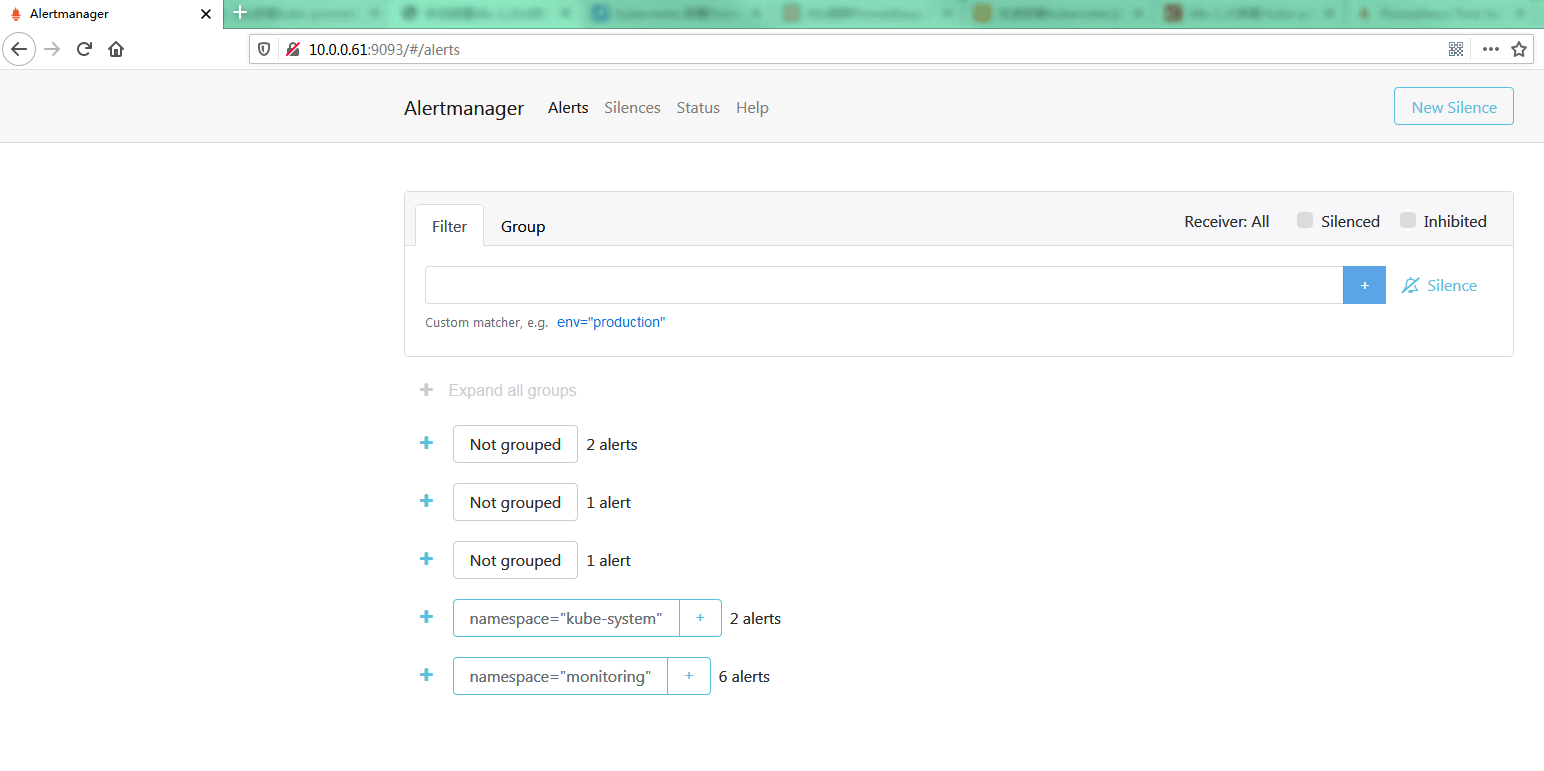 Alertmanager
10.0.0.61:9093/#/alerts
Alertmanager Alerts Silences Status Help New Silence
Filter Group Receiver: All Silenced Inhibited
+ Silence
Custom matcher, e.g. env="production"
+ Expand all groups
+ Not grouped 2 alerts
+ Not grouped 1 alert
+ Not grouped 1 alert
+ namespace="kube-system" + 2 alerts
+ namespace="monitoring" + 6 alerts